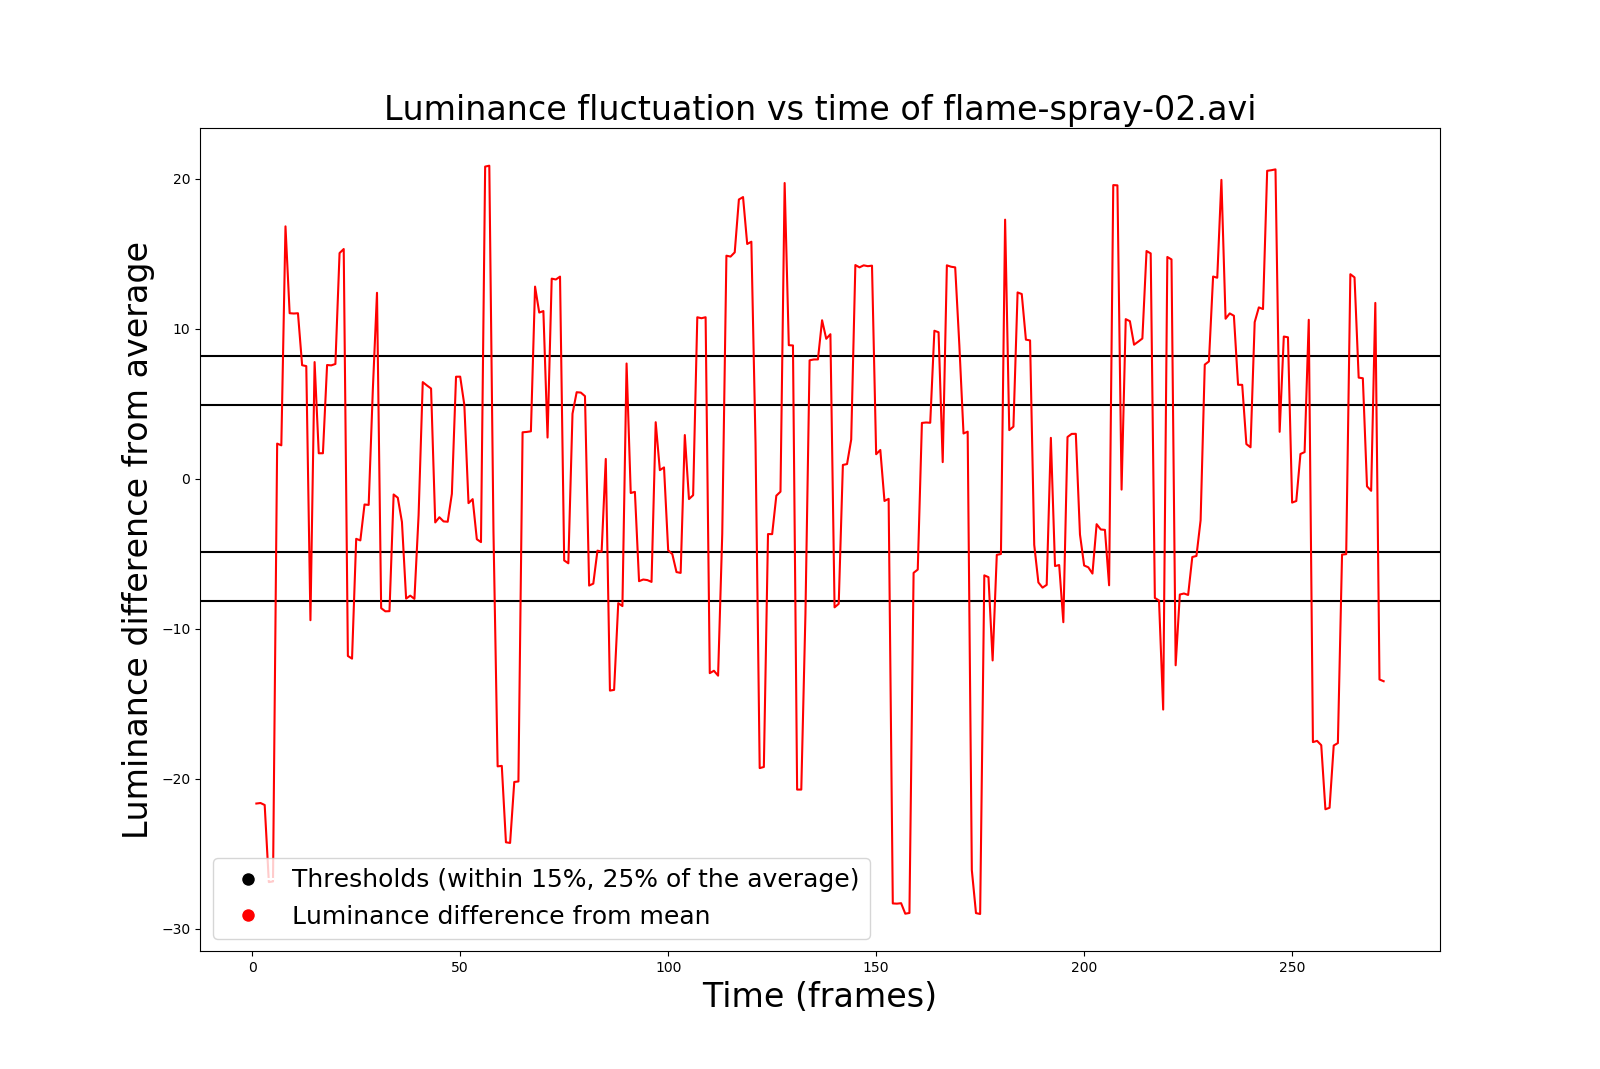 Luminance fluctuation vs time of flame-spray-02.avi
Luminance difference from average
20
10
0
−10
−20
−30
Thresholds (within 15%, 25% of the average)
Luminance difference from mean
0 50 100 150 200 250
Time (frames)